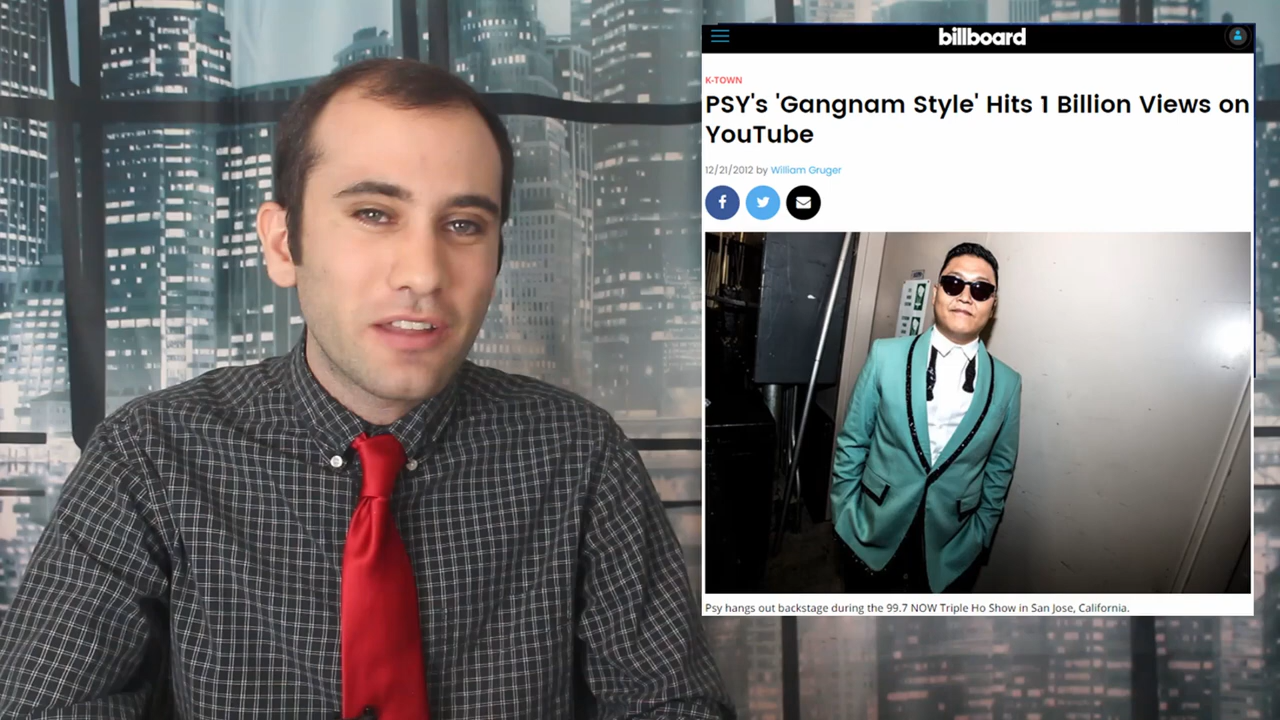 billboard
K-TOWN
PSY's 'Gangnam Style' Hits 1 Billion Views on
YouTube
12/21/2012 by William Gruger
Psy hangs out backstage during the 99.7 NOW Triple Ho Show in San Jose, California.